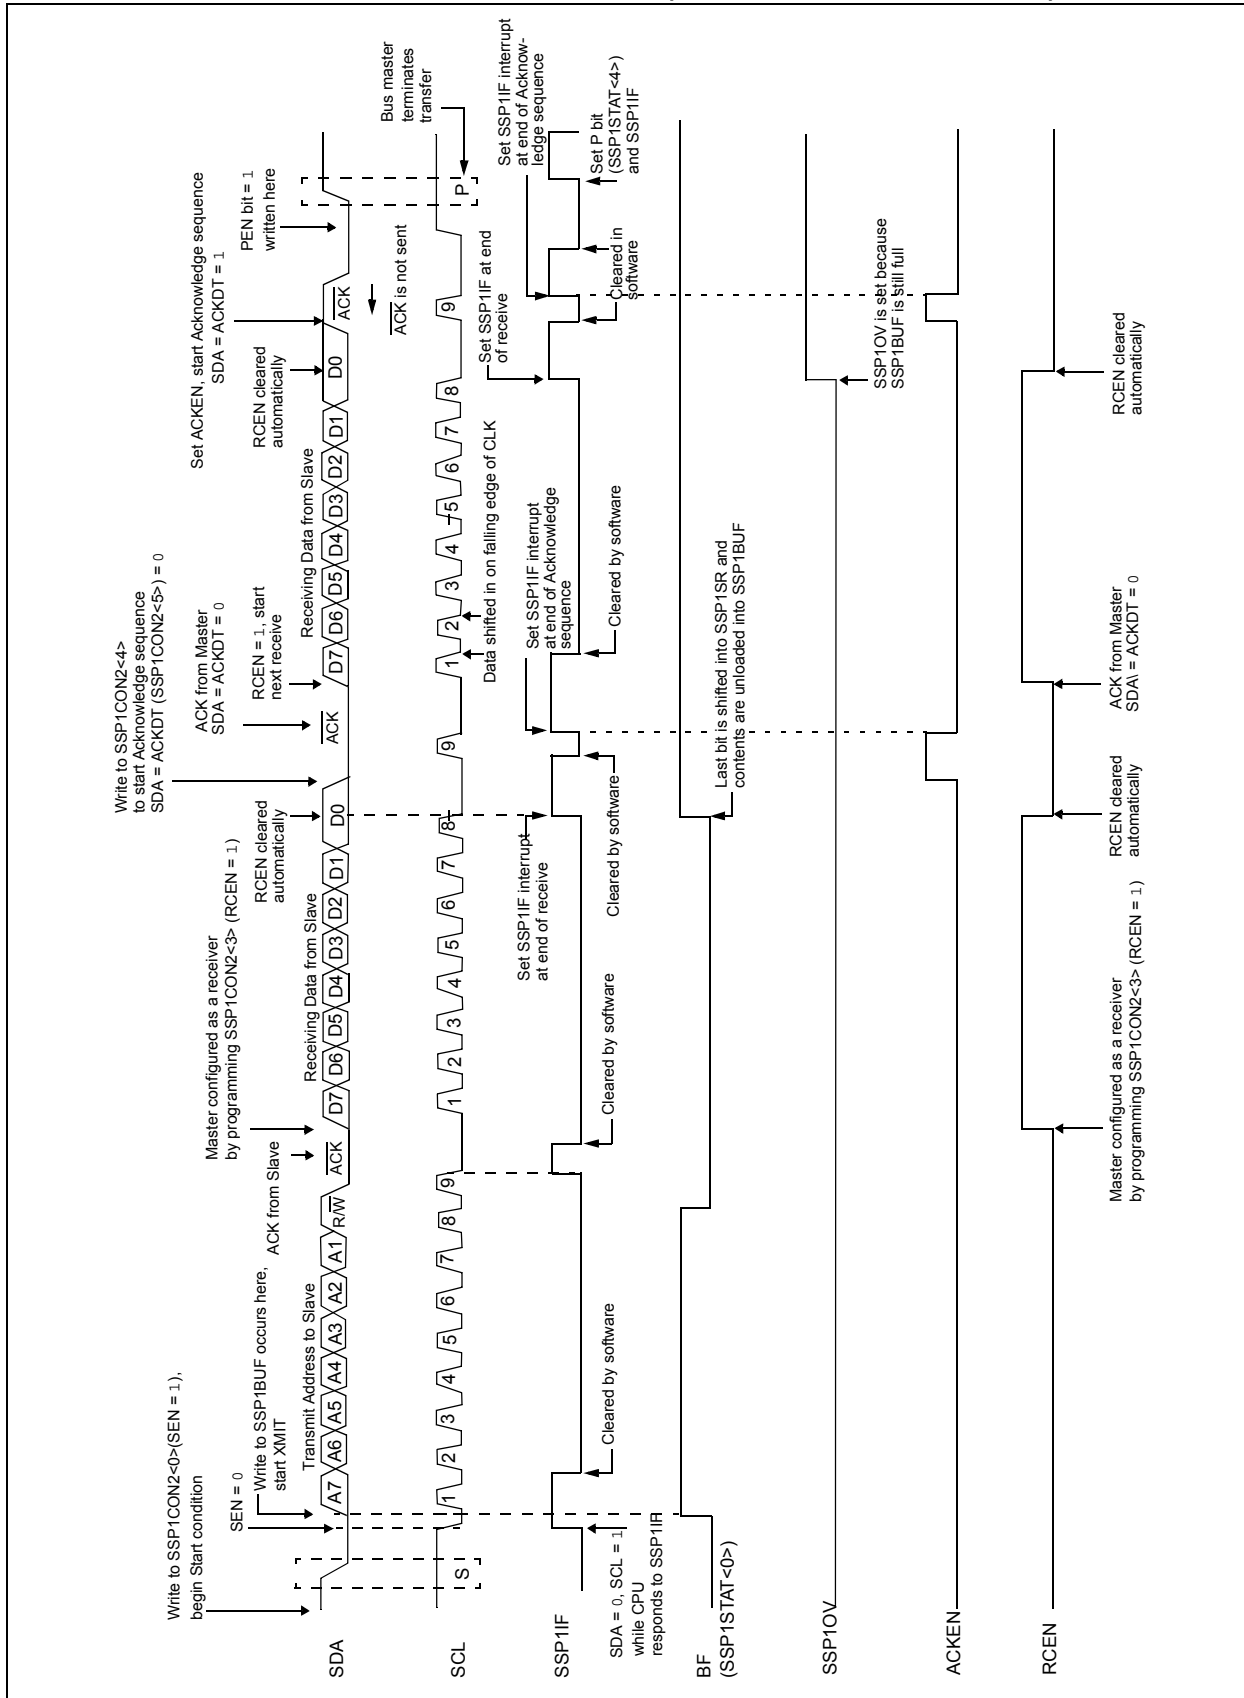 Write to SSP1CON2<0>(SEN = 1),
begin Start condition
SEN = 0
Write to SSP1BUF occurs here,
start XMIT
ACK from Slave
Master configured as a receiver
by programming SSP1CON2<3> (RCEN = 1)
RCEN cleared
automatically
Write to SSP1CON2<4>
to start Acknowledge sequence
SDA = ACKDT (SSP1CON2<5>) = 0
ACK from Master
SDA = ACKDT = 0
RCEN = 1, start
next receive
RCEN cleared
automatically
Set ACKEN, start Acknowledge sequence
SDA = ACKDT = 1
PEN bit = 1
written here
Transmit Address to Slave
Receiving Data from Slave
Receiving Data from Slave
SDA
A7 A6 A5 A4 A3 A2 A1 R/W ACK D7 D6 D5 D4 D3 D2 D1 D0 ACK D7 D6 D5 D4 D3 D2 D1 D0 ACK
ACK is not sent
Bus master
terminates
transfer
SCL
S 1 2 3 4 5 6 7 8 9 1 2 3 4 5 6 7 8 9 1 2 3 4 5 6 7 8 9 P
Data shifted in on falling edge of CLK
Set SSP1IF interrupt
at end of receive
Set SSP1IF interrupt
at end of Acknowledge
sequence
Set SSP1IF at end
of receive
Set SSP1IF interrupt
at end of Acknow-
ledge sequence
SSP1IF
SDA = 0, SCL = 1
while CPU
responds to SSP1IF
Cleared by software
Cleared by software
Cleared by software
Cleared by software
Cleared in
software
Set P bit
(SSP1STAT<4>)
and SSP1IF
BF
(SSP1STAT<0>)
Last bit is shifted into SSP1SR and
contents are unloaded into SSP1BUF
SSP1OV
SSP1OV is set because
SSP1BUF is still full
ACKEN
RCEN
Master configured as a receiver
by programming SSP1CON2<3> (RCEN = 1)
RCEN cleared
automatically
ACK from Master
SDA\ = ACKDT = 0
RCEN cleared
automatically